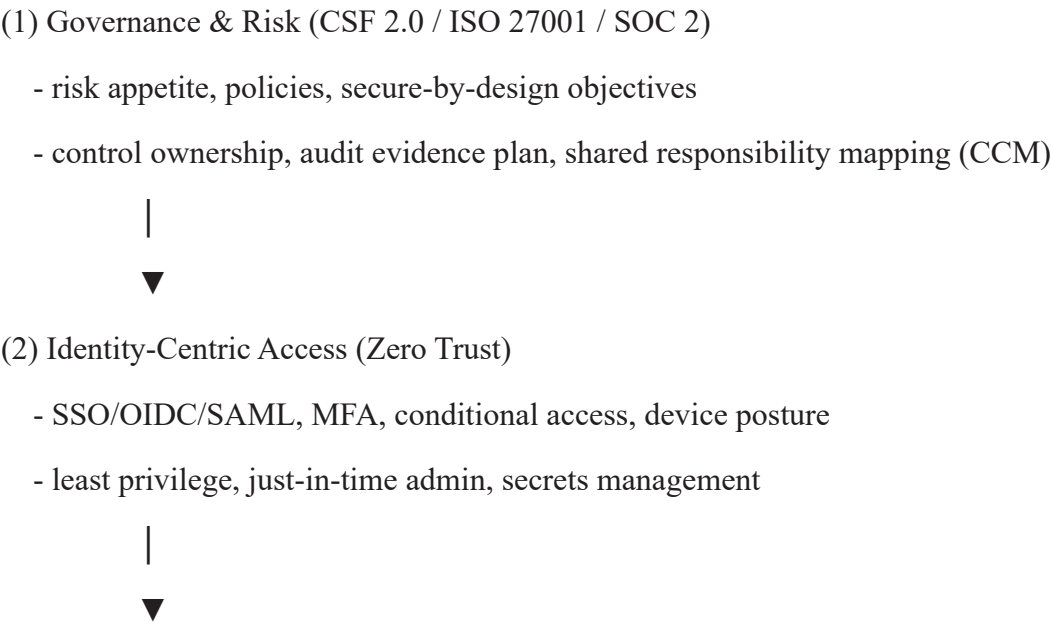 (1) Governance & Risk (CSF 2.0 / ISO 27001 / SOC 2)
- risk appetite, policies, secure-by-design objectives
- control ownership, audit evidence plan, shared responsibility mapping (CCM)
│
▼
(2) Identity-Centric Access (Zero Trust)
- SSO/OIDC/SAML, MFA, conditional access, device posture
- least privilege, just-in-time admin, secrets management
│
▼